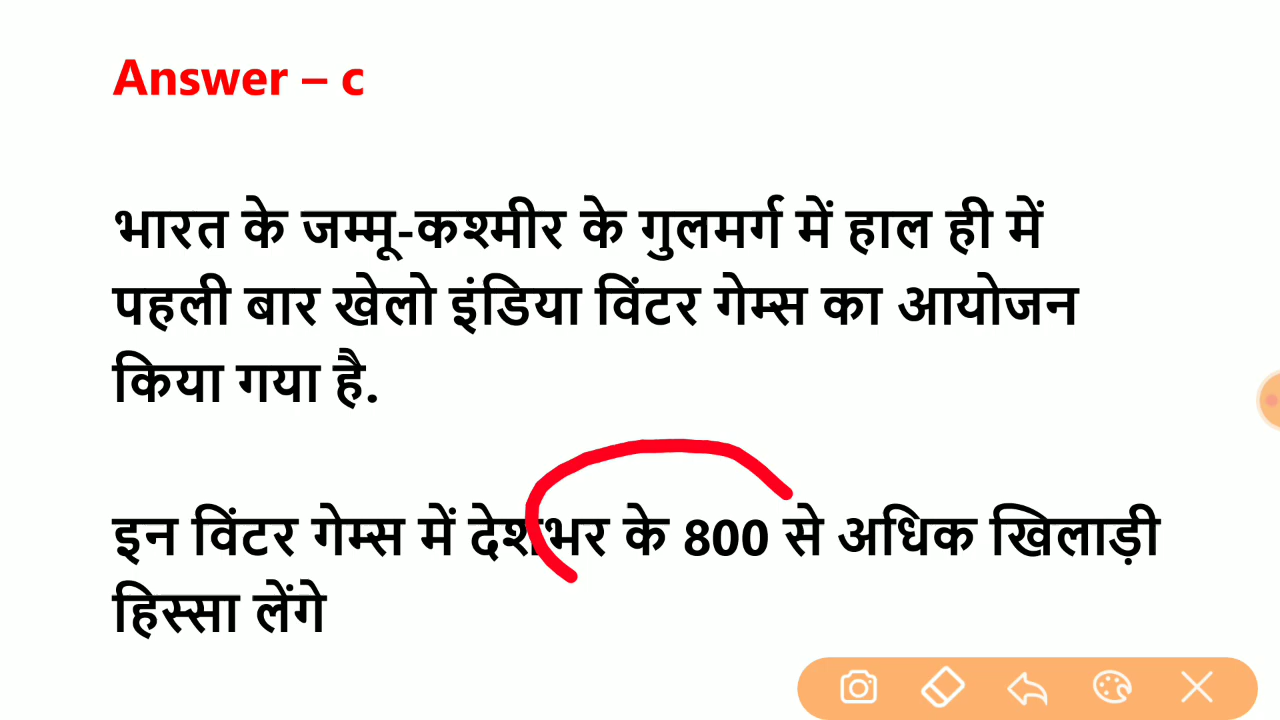 Answer – c
भारत के जम्मू-कश्मीर के गुलमर्ग में हाल ही में
पहली बार खेलो इंडिया विंटर गेम्स का आयोजन
किया गया है.
इन विंटर गेम्स में देशभर के 800 से अधिक खिलाड़ी
हिस्सा लेंगे